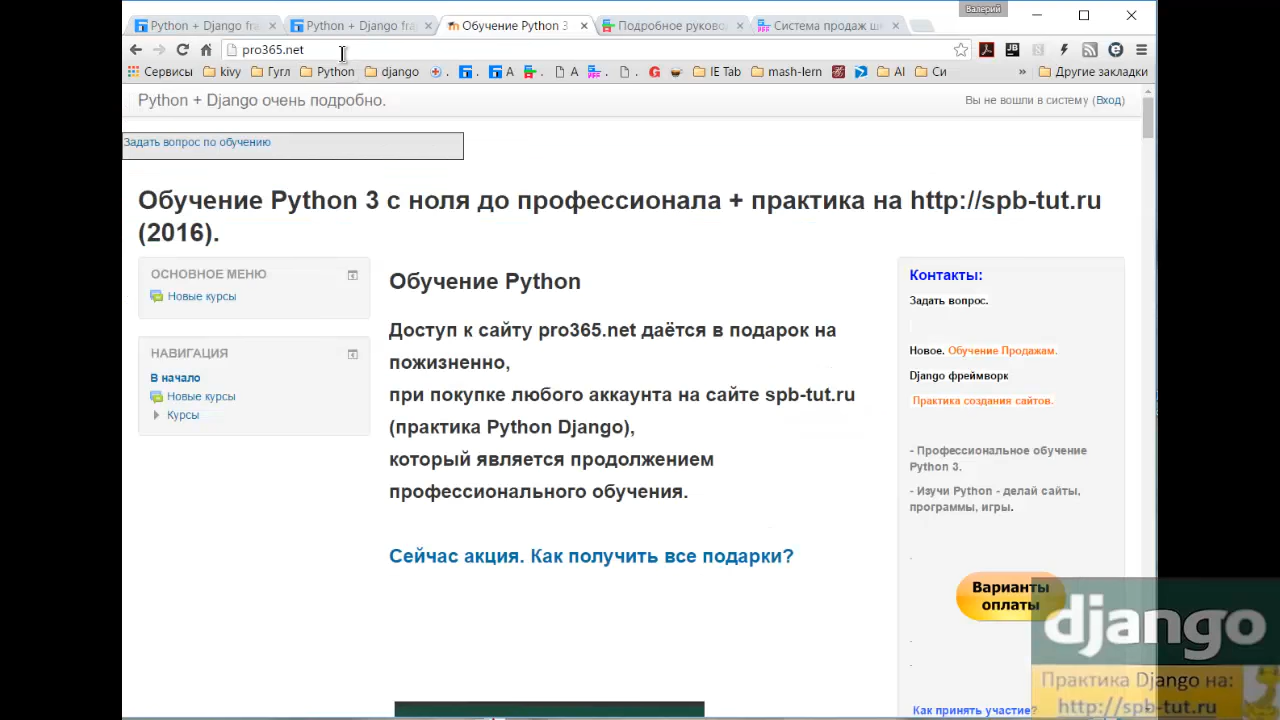 Валерий
Python + Django fra
Python + Django fra
Обучение Python 3
Подробное руково
Система продаж ш
pro365.net
Сервисы
kivy
Гугл
Python
django
A
A
IE Tab
mash-lern
AI
Си
»
Другие закладки
Python + Django очень подробно.
Вы не вошли в систему (Вход)
Задать вопрос по обучению
Обучение Python 3 с ноля до профессионала + практика на http://spb-tut.ru
(2016).
ОСНОВНОЕ МЕНЮ
Новые курсы
НАВИГАЦИЯ
В начало
Новые курсы
Курсы
Обучение Python
Доступ к сайту pro365.net даётся в подарок на
пожизненно,
при покупке любого аккаунта на сайте spb-tut.ru
(практика Python Django),
который является продолжением
профессионального обучения.
Сейчас акция. Как получить все подарки?
Контакты:
Задать вопрос.
Новое. Обучение Продажам.
Django фреймворк
Практика создания сайтов.
- Профессиональное обучение
Python 3.
- Изучи Python - делай сайты,
программы, игры.
Варианты
оплаты
Как принять участие?
django
Практика Django на:
http://spb-tut.ru